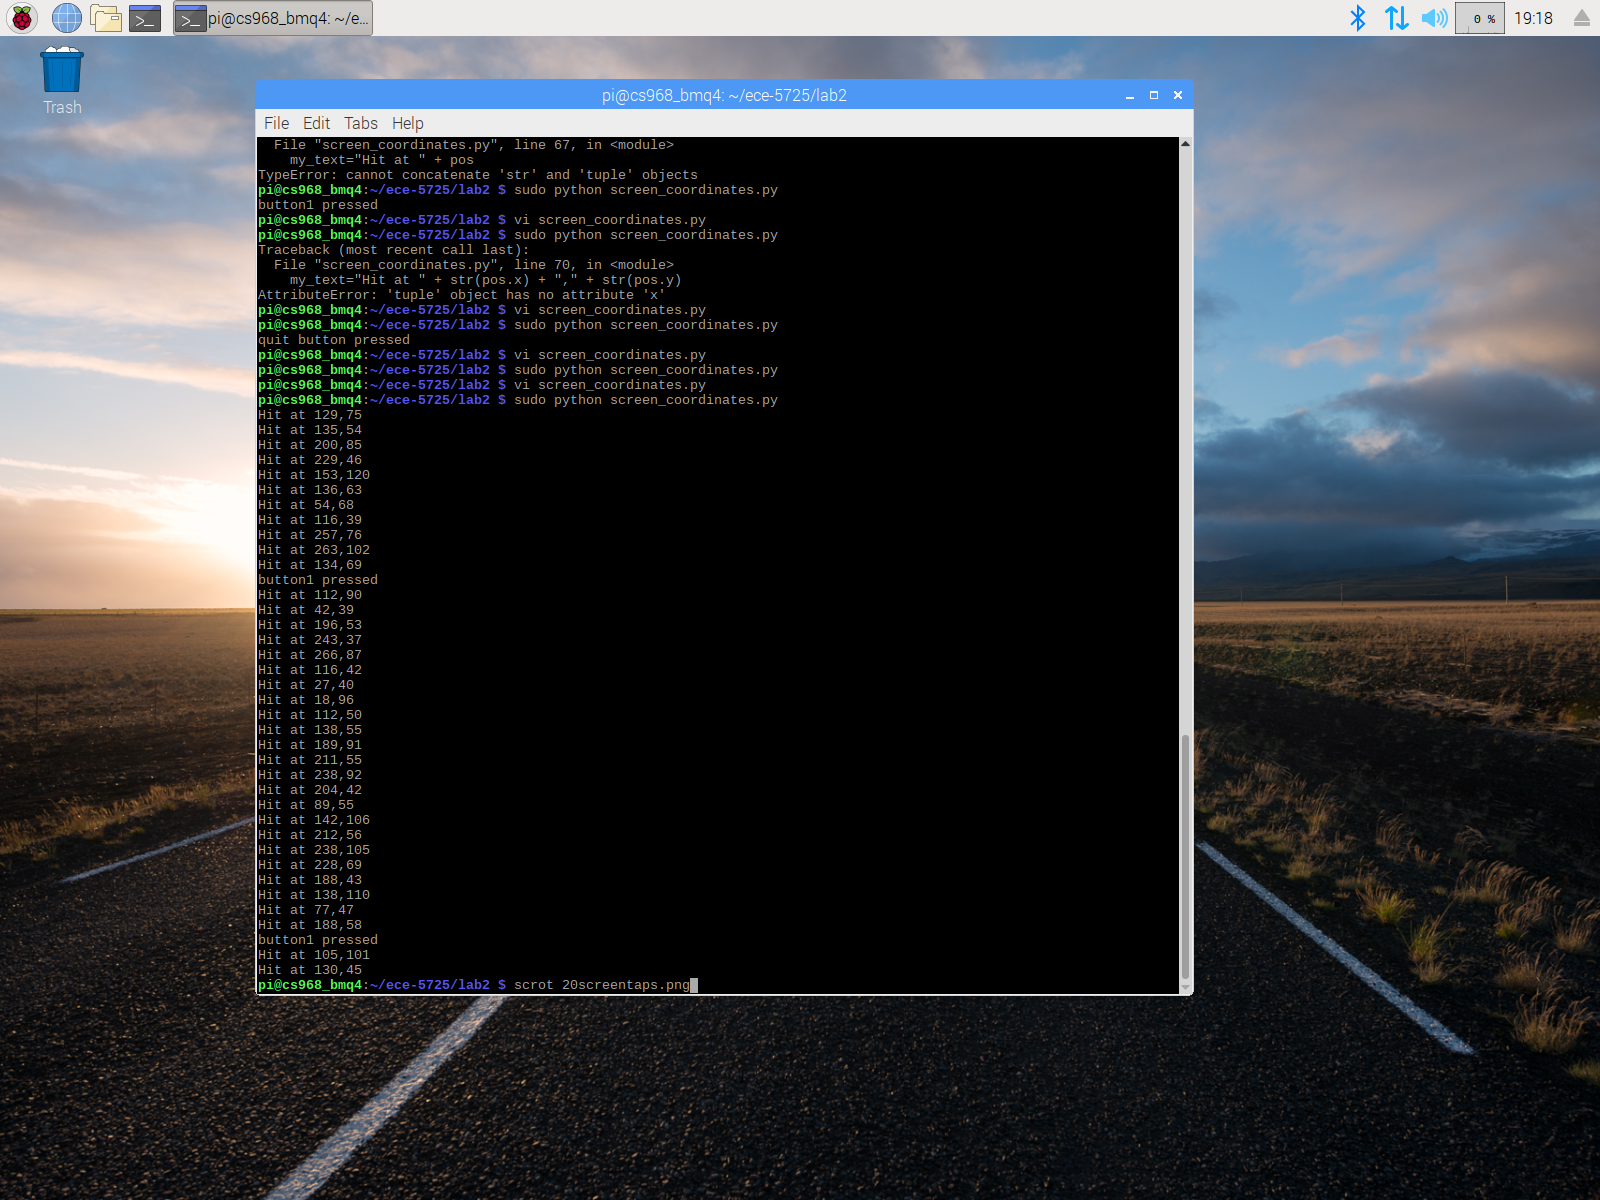 pi@cs968_bmq4: ~/e...
0 %
19:18
Trash
pi@cs968_bmq4: ~/ece-5725/lab2
File Edit Tabs Help
  File "screen_coordinates.py", line 67, in <module>
    my_text="Hit at " + pos
TypeError: cannot concatenate 'str' and 'tuple' objects
pi@cs968_bmq4:~/ece-5725/lab2 $ sudo python screen_coordinates.py
button1 pressed
pi@cs968_bmq4:~/ece-5725/lab2 $ vi screen_coordinates.py
pi@cs968_bmq4:~/ece-5725/lab2 $ sudo python screen_coordinates.py
Traceback (most recent call last):
  File "screen_coordinates.py", line 70, in <module>
    my_text="Hit at " + str(pos.x) + "," + str(pos.y)
AttributeError: 'tuple' object has no attribute 'x'
pi@cs968_bmq4:~/ece-5725/lab2 $ vi screen_coordinates.py
pi@cs968_bmq4:~/ece-5725/lab2 $ sudo python screen_coordinates.py
quit button pressed
pi@cs968_bmq4:~/ece-5725/lab2 $ vi screen_coordinates.py
pi@cs968_bmq4:~/ece-5725/lab2 $ sudo python screen_coordinates.py
pi@cs968_bmq4:~/ece-5725/lab2 $ vi screen_coordinates.py
pi@cs968_bmq4:~/ece-5725/lab2 $ sudo python screen_coordinates.py
Hit at 129,75
Hit at 135,54
Hit at 200,85
Hit at 229,46
Hit at 153,120
Hit at 136,63
Hit at 54,68
Hit at 116,39
Hit at 257,76
Hit at 263,102
Hit at 134,69
button1 pressed
Hit at 112,90
Hit at 42,39
Hit at 196,53
Hit at 243,37
Hit at 266,87
Hit at 116,42
Hit at 27,40
Hit at 18,96
Hit at 112,50
Hit at 138,55
Hit at 189,91
Hit at 211,55
Hit at 238,92
Hit at 204,42
Hit at 89,55
Hit at 142,106
Hit at 212,56
Hit at 238,105
Hit at 228,69
Hit at 188,43
Hit at 138,110
Hit at 77,47
Hit at 188,58
button1 pressed
Hit at 105,101
Hit at 130,45
pi@cs968_bmq4:~/ece-5725/lab2 $ scrot 20screentaps.png